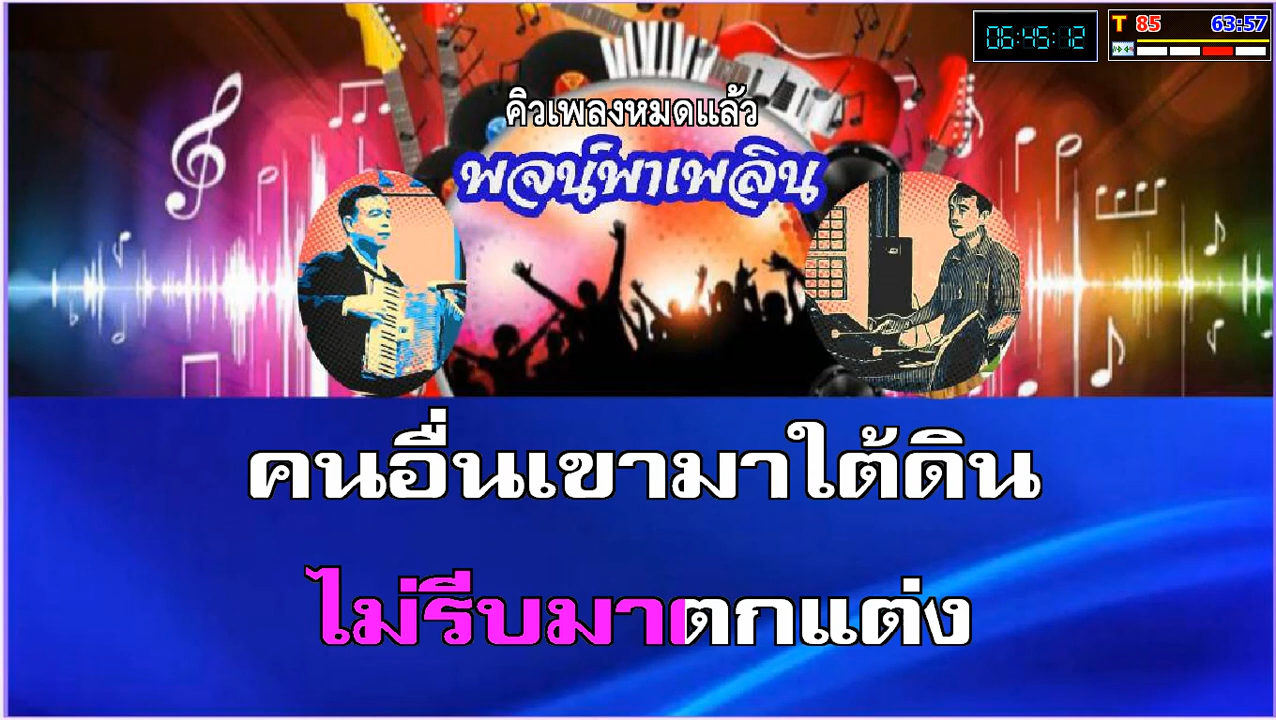 06:45:12
T 85 63:57
คิวเพลงหมดแล้ว
พจน์พาเพลิน
คนอื่นเขามาใต้ดิน
ไม่รีบมาตกแต่ง